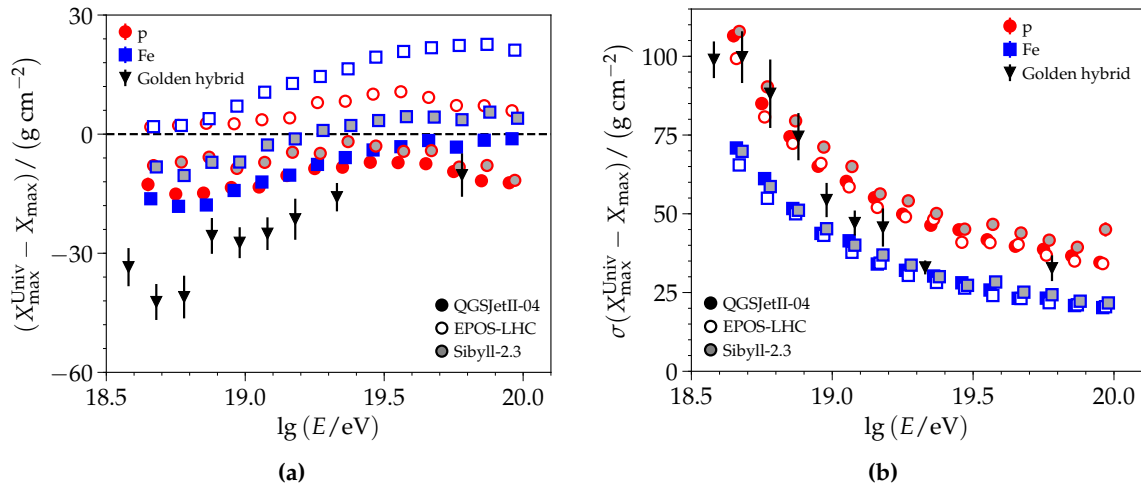 30
0
−30
−60
(X_max^Univ − X_max) / (g cm⁻²)
p
Fe
Golden hybrid
QGSJetII-04
EPOS-LHC
Sibyll-2.3
18.5 19.0 19.5 20.0
lg (E/eV)
(a)
100
75
50
25
0
σ(X_max^Univ − X_max) / (g cm⁻²)
p
Fe
Golden hybrid
QGSJetII-04
EPOS-LHC
Sibyll-2.3
18.5 19.0 19.5 20.0
lg (E/eV)
(b)